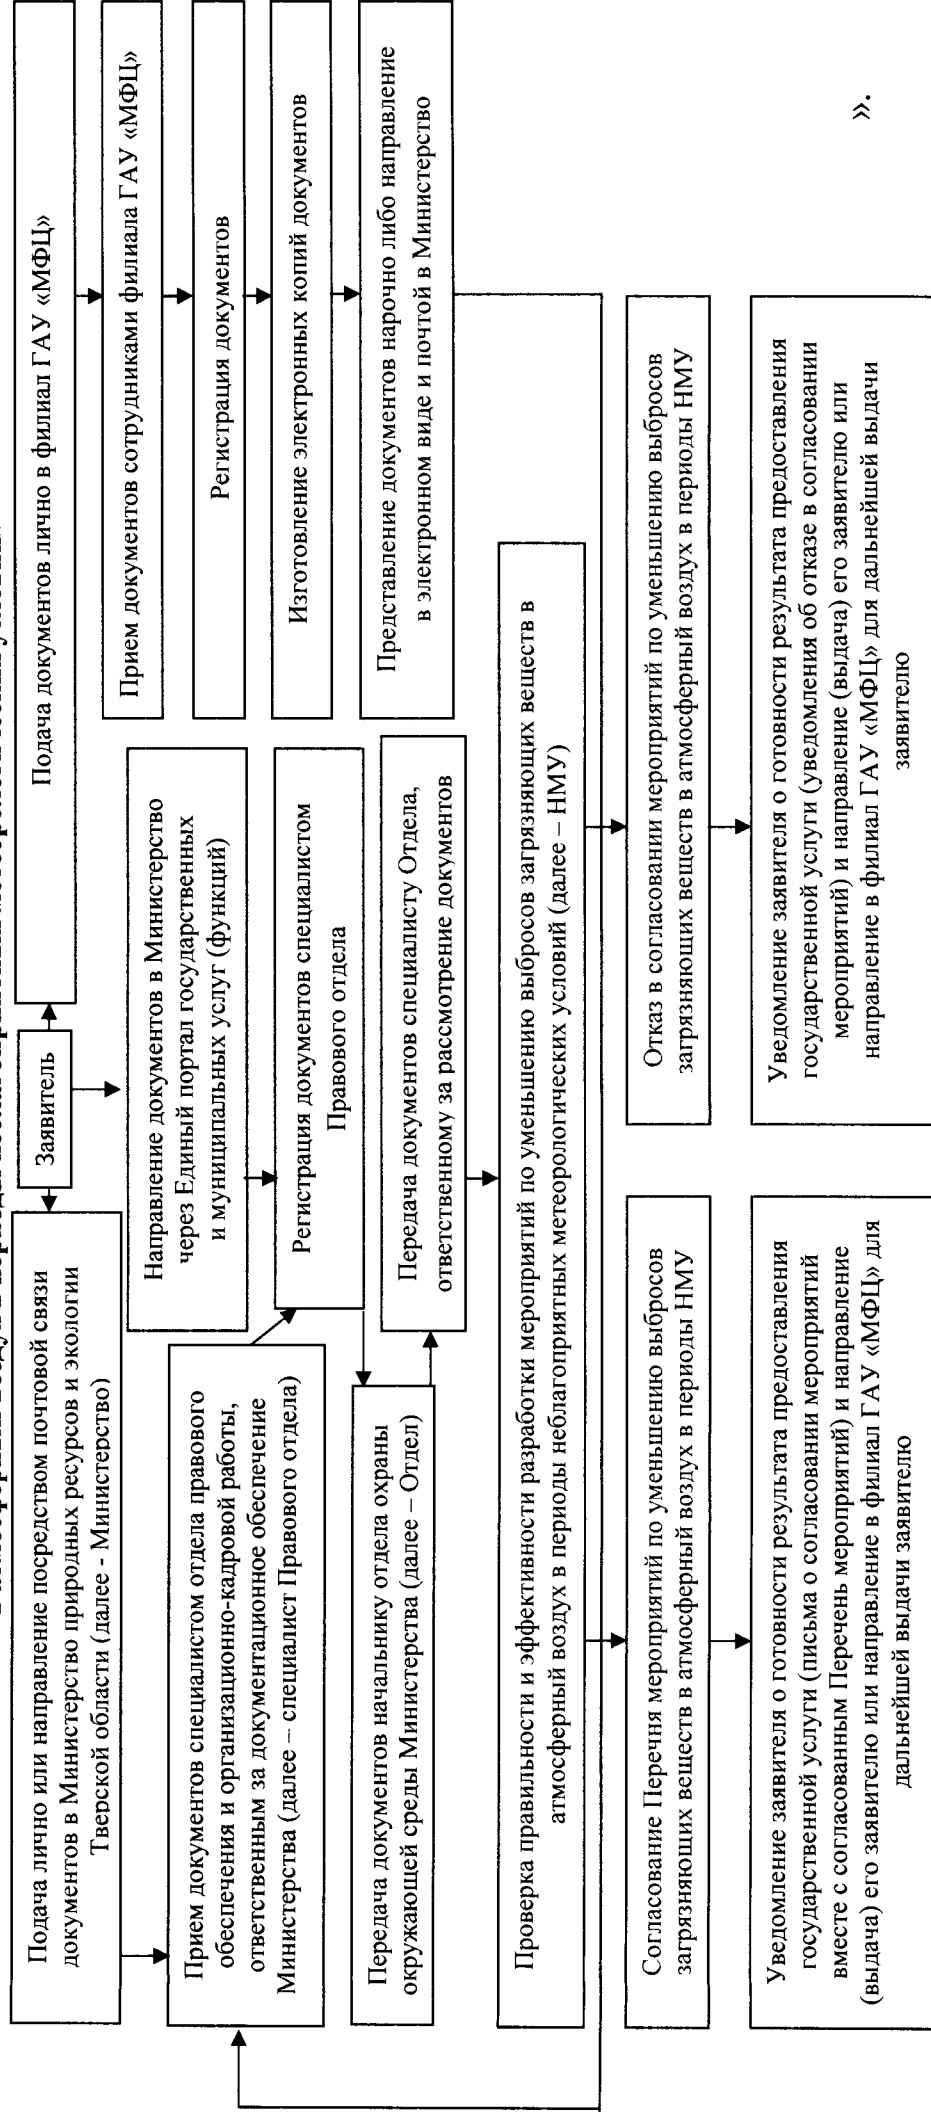 Подача лично или направление посредством почтовой связи
документов в Министерство природных ресурсов и экологии
Тверской области (далее - Министерство)
Заявитель
Подача документов лично в филиал ГАУ «МФЦ»
Направление документов в Министерство
через Единый портал государственных
и муниципальных услуг (функций)
Прием документов сотрудниками филиала ГАУ «МФЦ»
Регистрация документов
Прием документов специалистом отдела правового
обеспечения и организационно-кадровой работы,
ответственным за документационное обеспечение
Министерства (далее – специалист Правового отдела)
Регистрация документов специалистом
Правового отдела
Изготовление электронных копий документов
Передача документов начальнику отдела охраны
окружающей среды Министерства (далее – Отдел)
Передача документов специалисту Отдела,
ответственному за рассмотрение документов
Представление документов нарочно либо направление
в электронном виде и почтой в Министерство
Проверка правильности и эффективности разработки мероприятий по уменьшению выбросов загрязняющих веществ в
атмосферный воздух в периоды неблагоприятных метеорологических условий (далее – НМУ)
Согласование Перечня мероприятий по уменьшению выбросов
загрязняющих веществ в атмосферный воздух в периоды НМУ
Отказ в согласовании мероприятий по уменьшению выбросов
загрязняющих веществ в атмосферный воздух в периоды НМУ
Уведомление заявителя о готовности результата предоставления
государственной услуги (письма о согласовании мероприятий
вместе с согласованным Перечень мероприятий) и направление
(выдача) его заявителю или направление в филиал ГАУ «МФЦ» для
дальнейшей выдачи заявителю
Уведомление заявителя о готовности результата предоставления
государственной услуги (уведомления об отказе в согласовании
мероприятий) и направление (выдача) его заявителю или
направление в филиал ГАУ «МФЦ» для дальнейшей выдачи
заявителю
».